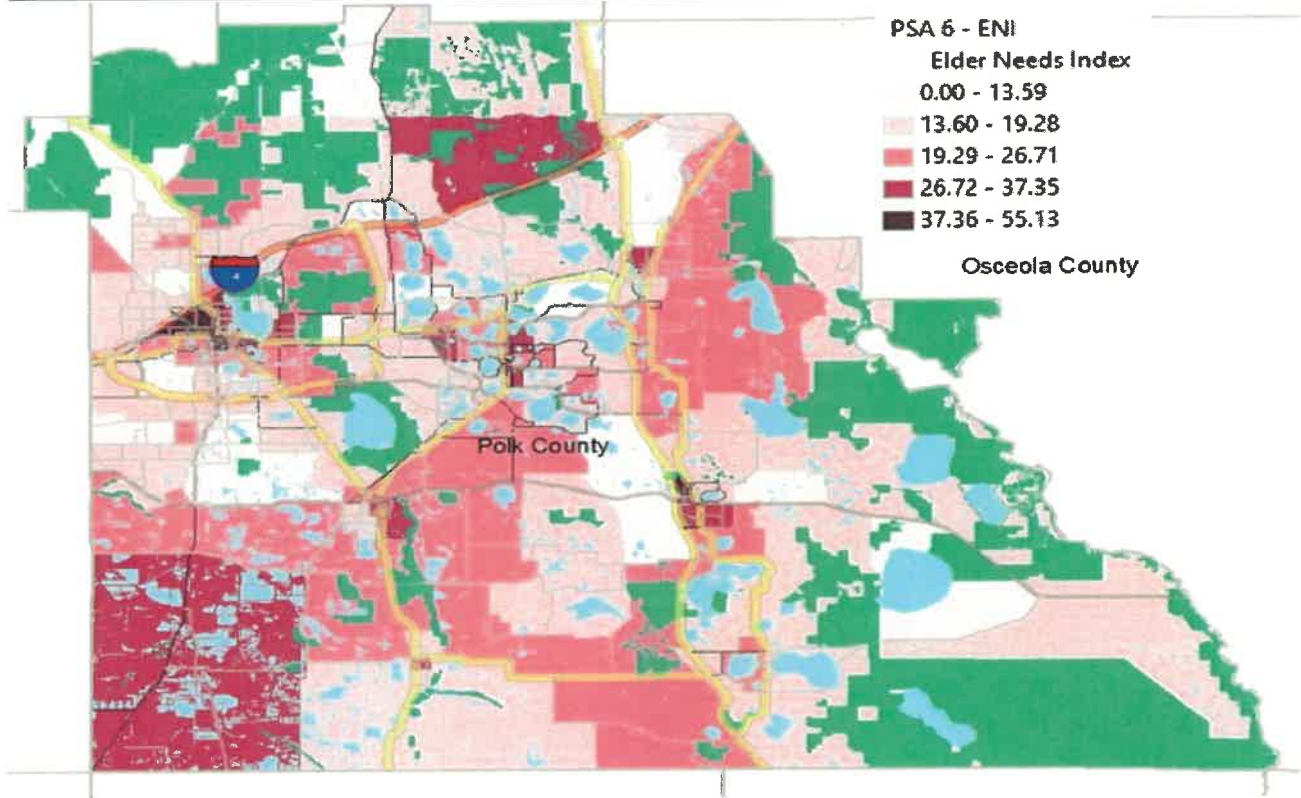 PSA 6 - ENI
Elder Needs Index
0.00 - 13.59
13.60 - 19.28
19.29 - 26.71
26.72 - 37.35
37.36 - 55.13
Osceola County
4
Polk County